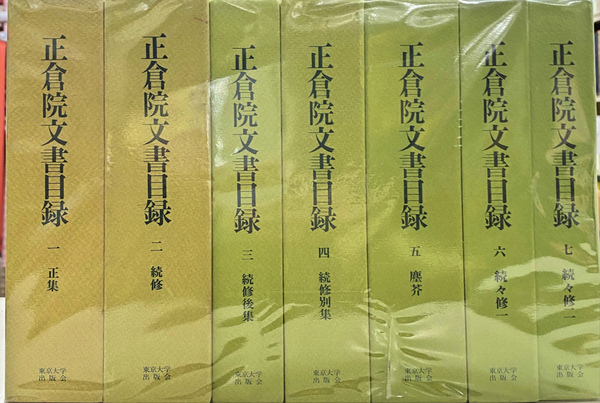 正倉院文書目録
一 正集
東京大学
出版会
正倉院文書目録
二 続修
東京大学
出版会
正倉院文書目録
三 続修後集
東京大学
出版会
正倉院文書目録
四 続修別集
東京大学
出版会
正倉院文書目録
五 塵芥
東京大学
出版会
正倉院文書目録
六 続々修一
東京大学
出版会
正倉院文書目録
七 続々修二
東京大学
出版会